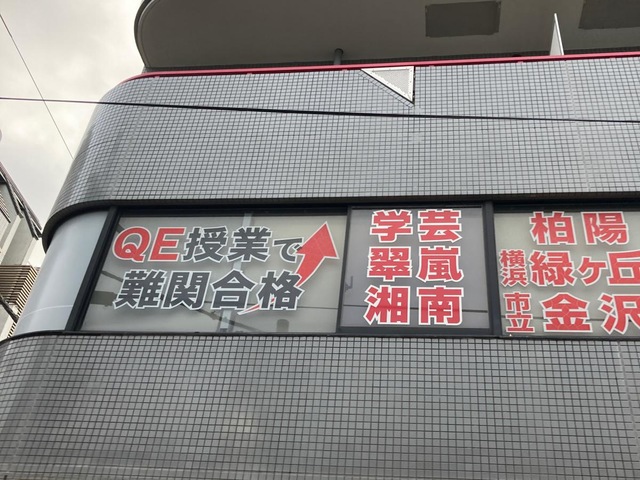 QE授業で
難関合格
学芸
翠嵐
湘南
柏陽
横浜市立
緑ヶ丘
金沢